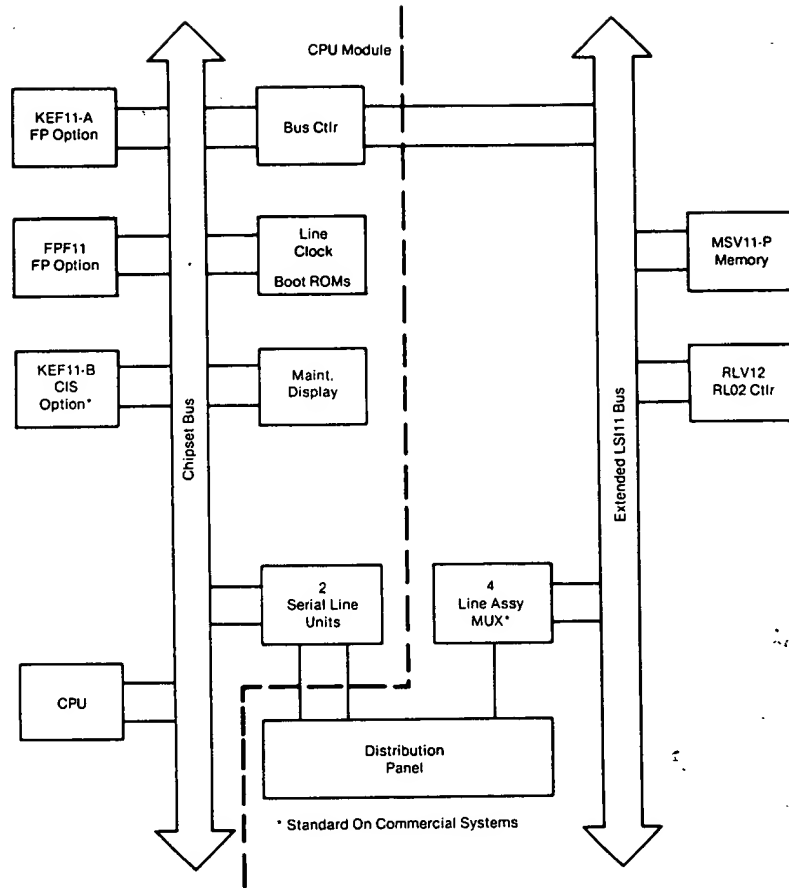 CPU Module
KEF11-A
FP Option
Bus Ctlr
FPF11
FP Option
Line
Clock
Boot ROMs
MSV11-P
Memory
KEF11-B
CIS
Option*
Maint.
Display
RLV12
RL02 Ctlr
Chipset Bus
Extended LSI11 Bus
2
Serial Line
Units
4
Line Assy
MUX*
CPU
Distribution
Panel
* Standard On Commercial Systems